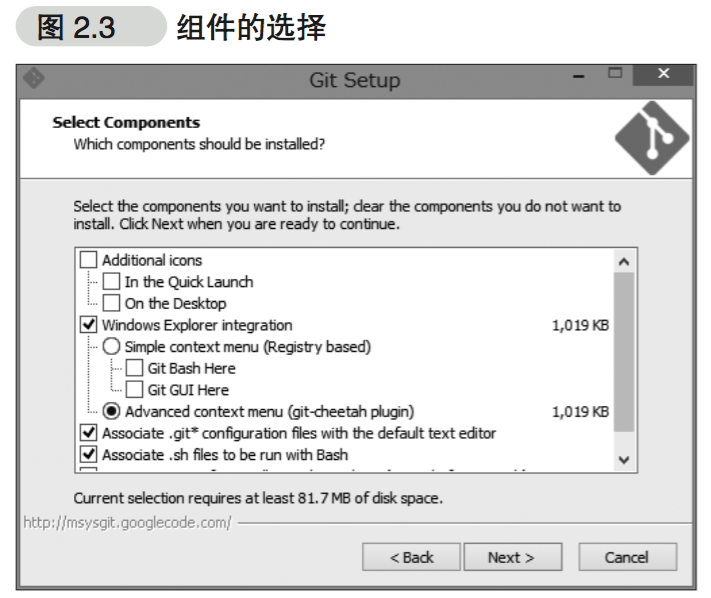 图 2.3 组件的选择
Git Setup
Select Components
Which components should be installed?
Select the components you want to install; clear the components you do not want to
install. Click Next when you are ready to continue.
Additional icons
In the Quick Launch
On the Desktop
Windows Explorer integration 1,019 KB
Simple context menu (Registry based)
Git Bash Here
Git GUI Here
Advanced context menu (git-cheetah plugin) 1,019 KB
Associate .git* configuration files with the default text editor
Associate .sh files to be run with Bash
Current selection requires at least 81.7 MB of disk space.
http://msysgit.googlecode.com/
< Back Next > Cancel